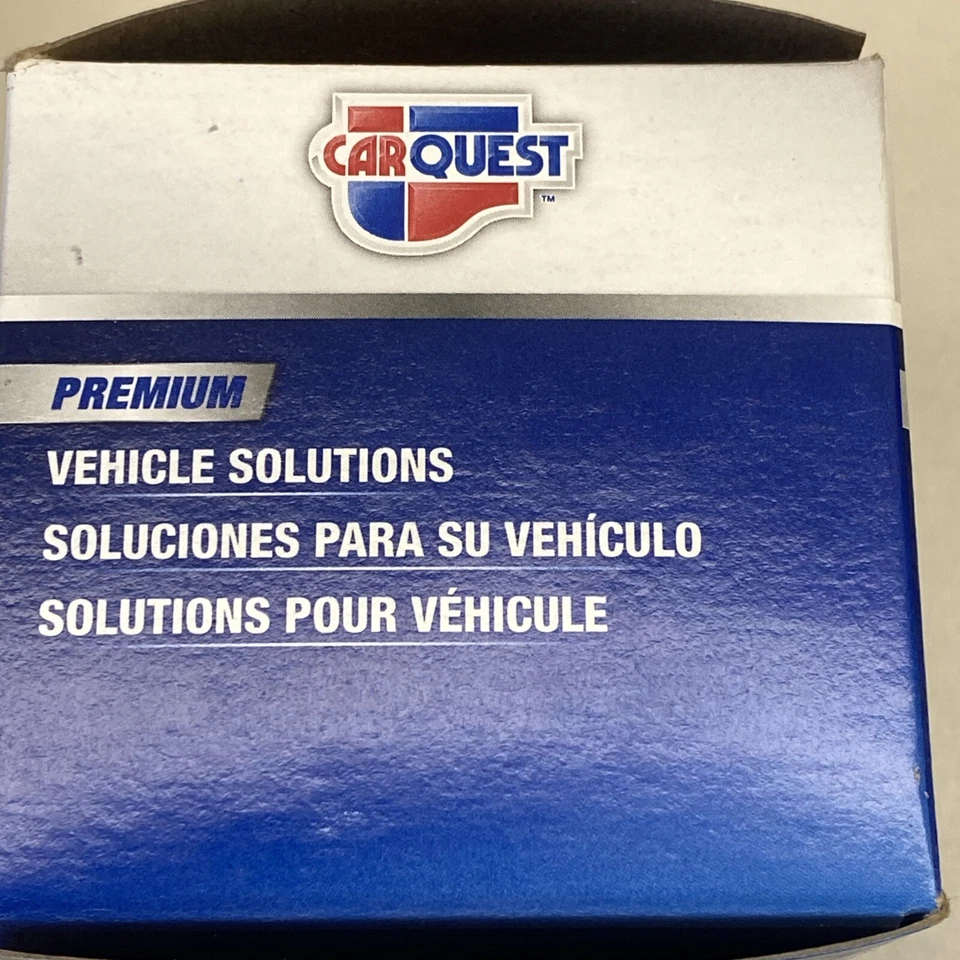 CARQUEST
TM
PREMIUM
VEHICLE SOLUTIONS
SOLUCIONES PARA SU VEHÍCULO
SOLUTIONS POUR VÉHICULE